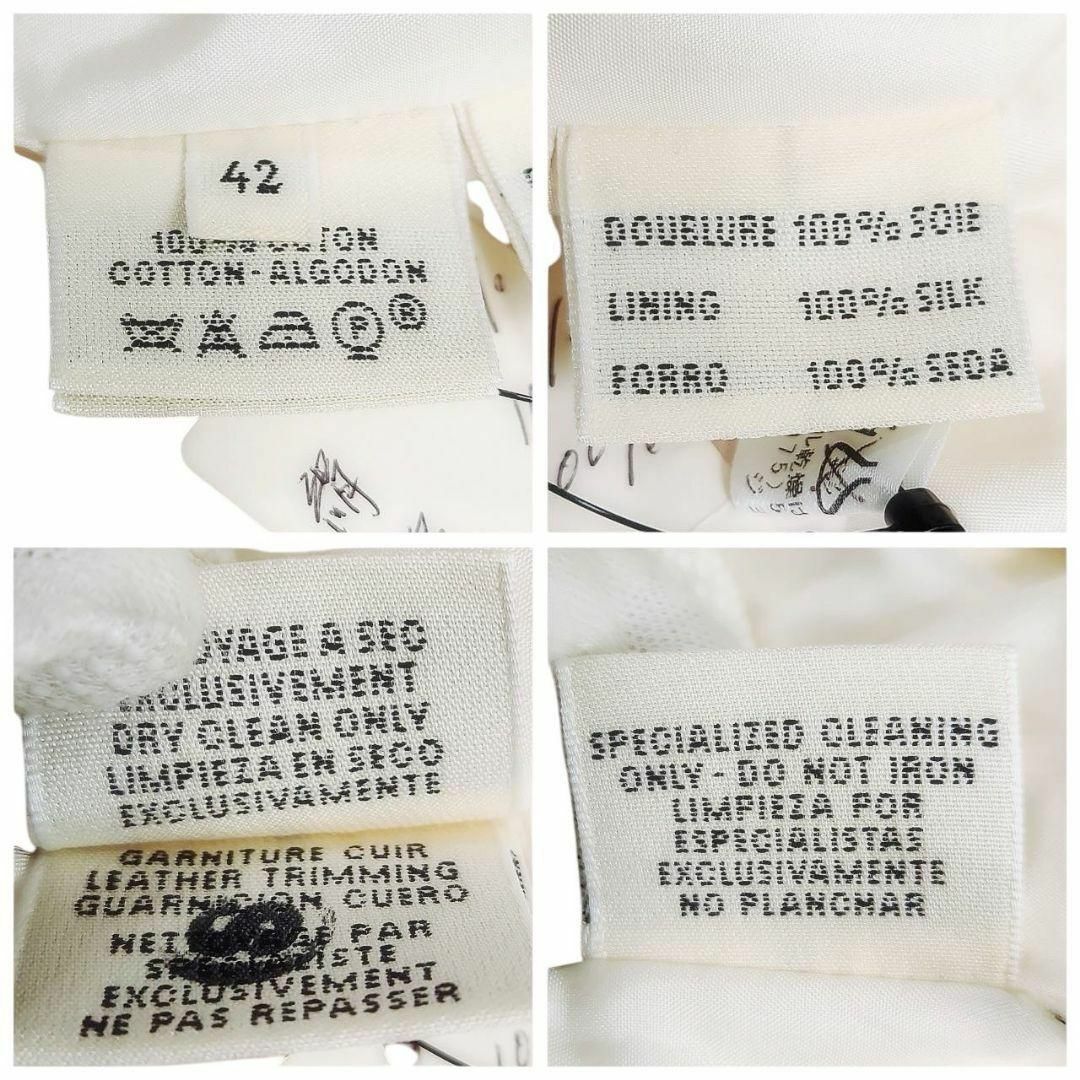 42
COTTON-ALGODON
P R
DOUBLURE 100% SOIE
LINING 100% SILK
FORRO 100% SEDA
A SEC
EXCLUSIVEMENT
DRY CLEAN ONLY
LIMPIEZA EN SECO
EXCLUSIVAMENTE
GARNITURE CUIR
LEATHER TRIMMING
GUARNICION CUERO
PAR
EXCLUSIVEMENT
NE PAS REPASSER
SPECIALIZED CLEANING
ONLY - DO NOT IRON
LIMPIEZA POR
ESPECIALISTAS
EXCLUSIVAMENTE
NO PLANCHAR